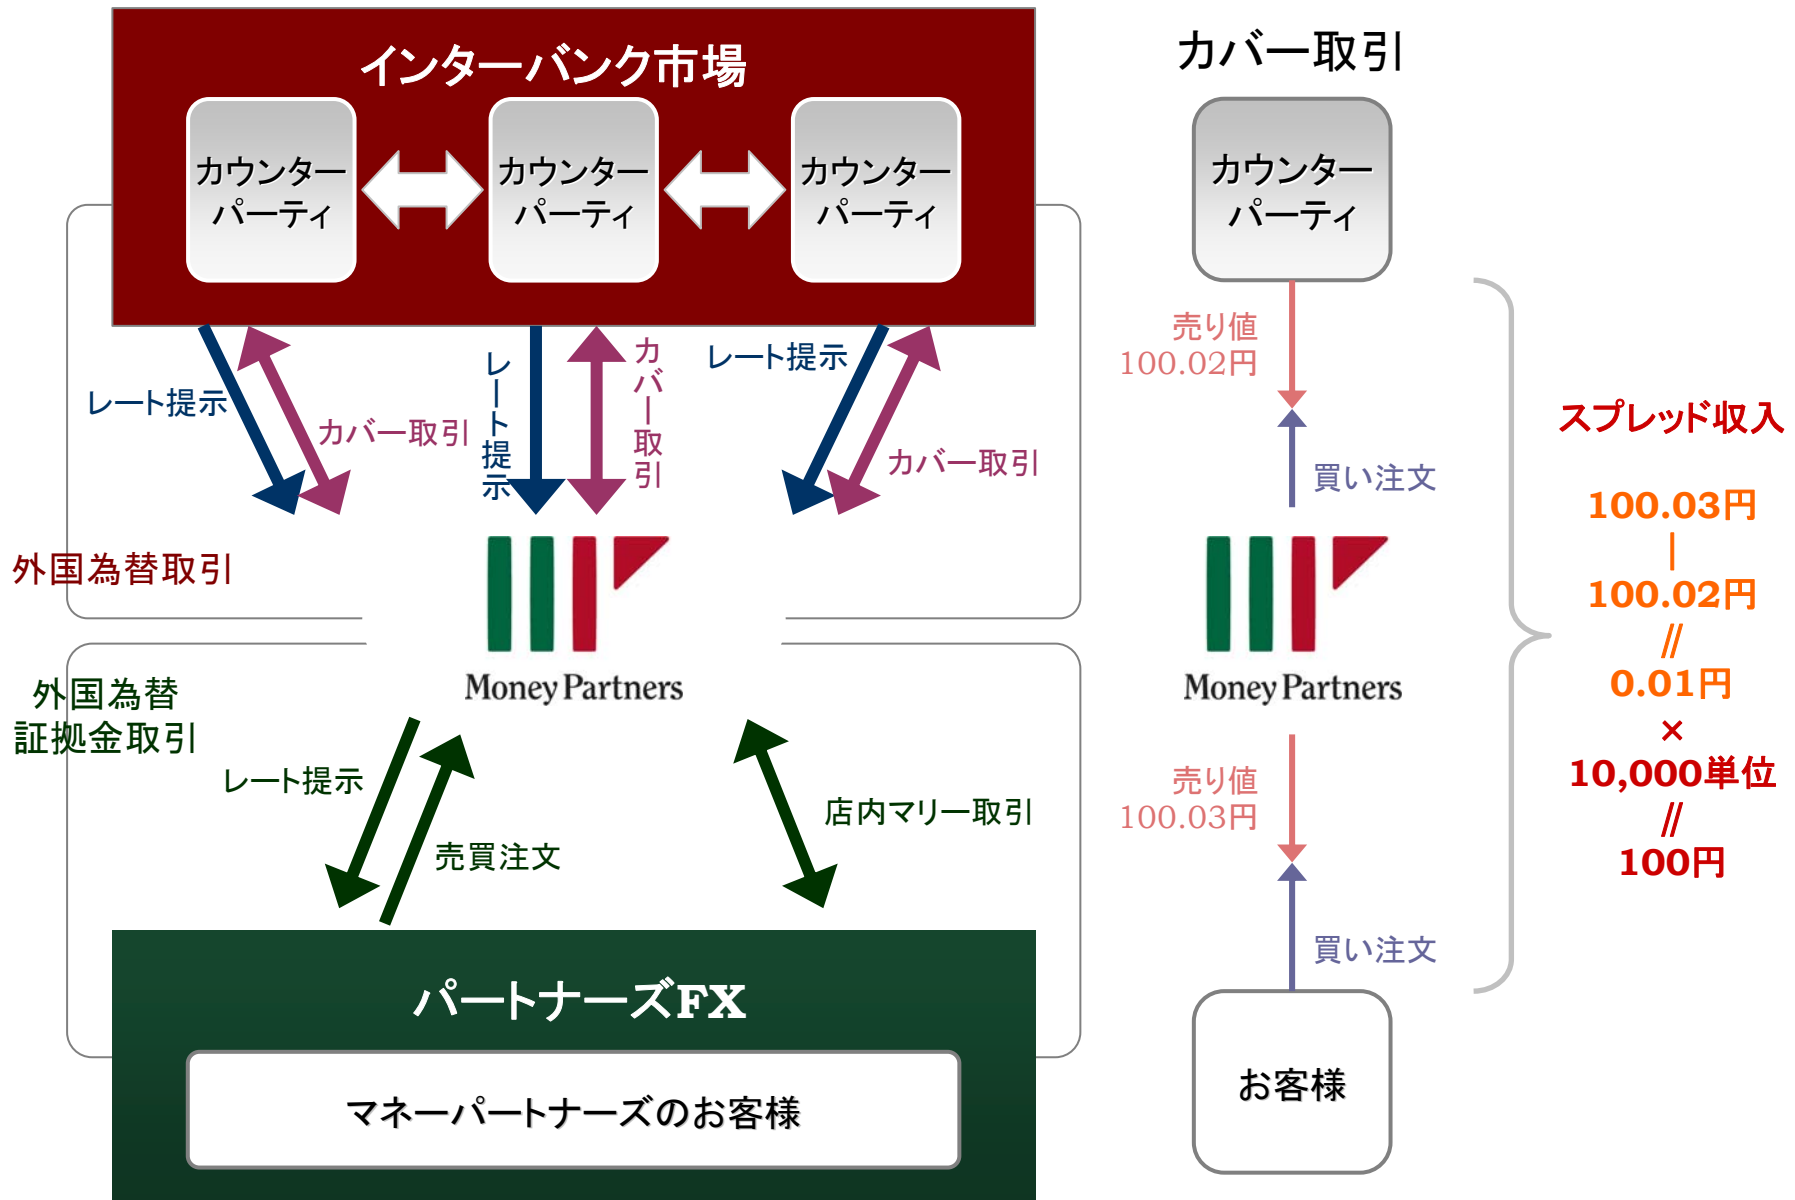 インターバンク市場
カウンター
パーティ
カウンター
パーティ
カウンター
パーティ
レート提示
カバー取引
レート提示
カバー取引
レート提示
カバー取引
外国為替取引
Money Partners
外国為替
証拠金取引
レート提示
売買注文
店内マリー取引
パートナーズFX
マネーパートナーズのお客様
カバー取引
カウンター
パーティ
売り値
100.02円
買い注文
Money Partners
売り値
100.03円
買い注文
お客様
スプレッド収入
100.03円
|
100.02円
//
0.01円
×
10,000単位
//
100円